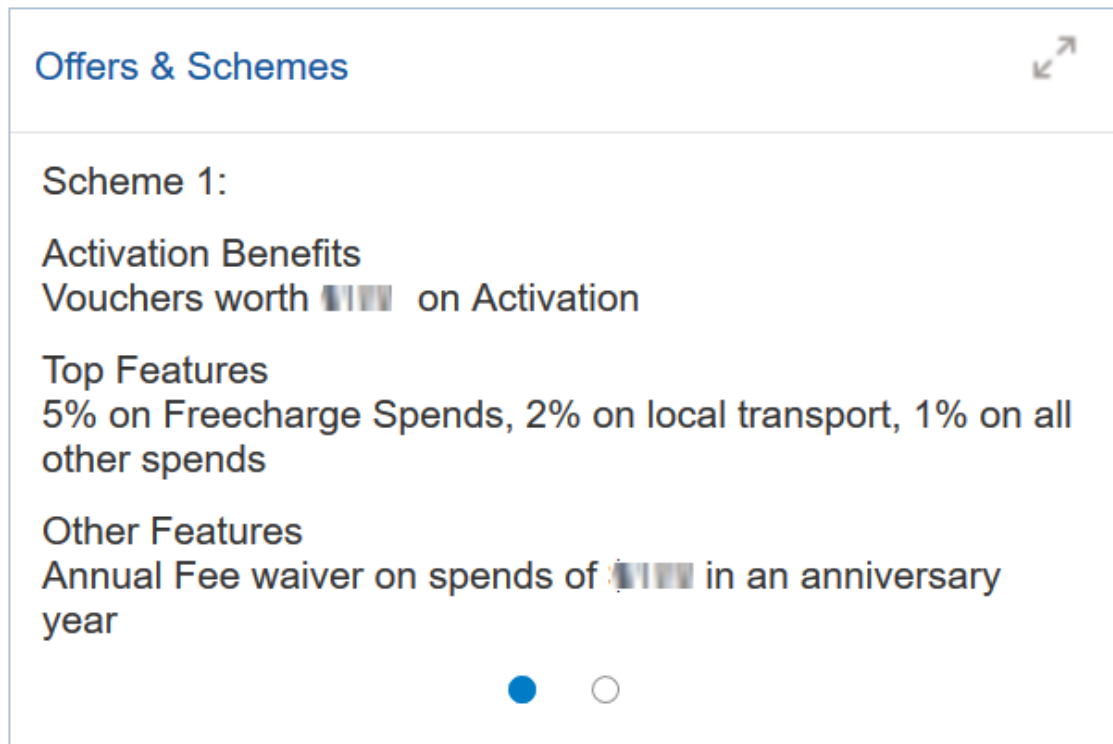 Offers & Schemes
Scheme 1:
Activation Benefits
Vouchers worth on Activation
Top Features
5% on Freecharge Spends, 2% on local transport, 1% on all
other spends
Other Features
Annual Fee waiver on spends of in an anniversary
year